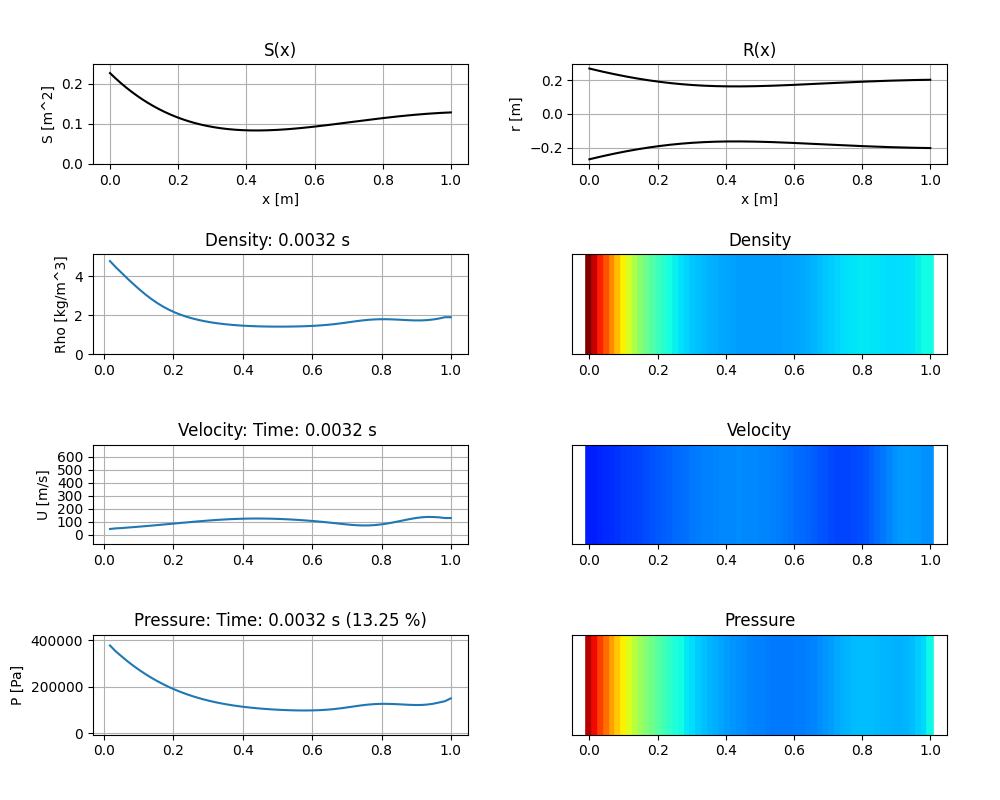 S(x)
S [m^2]
0.2
0.1
0.0
0.0 0.2 0.4 0.6 0.8 1.0
x [m]
R(x)
r [m]
0.2
0.0
−0.2
0.0 0.2 0.4 0.6 0.8 1.0
x [m]
Density: 0.0032 s
Rho [kg/m^3]
4
2
0
0.0 0.2 0.4 0.6 0.8 1.0
Density
0.0 0.2 0.4 0.6 0.8 1.0
Velocity: Time: 0.0032 s
U [m/s]
600
500
400
300
200
100
0
0.0 0.2 0.4 0.6 0.8 1.0
Velocity
0.0 0.2 0.4 0.6 0.8 1.0
Pressure: Time: 0.0032 s (13.25 %)
P [Pa]
400000
200000
0
0.0 0.2 0.4 0.6 0.8 1.0
Pressure
0.0 0.2 0.4 0.6 0.8 1.0